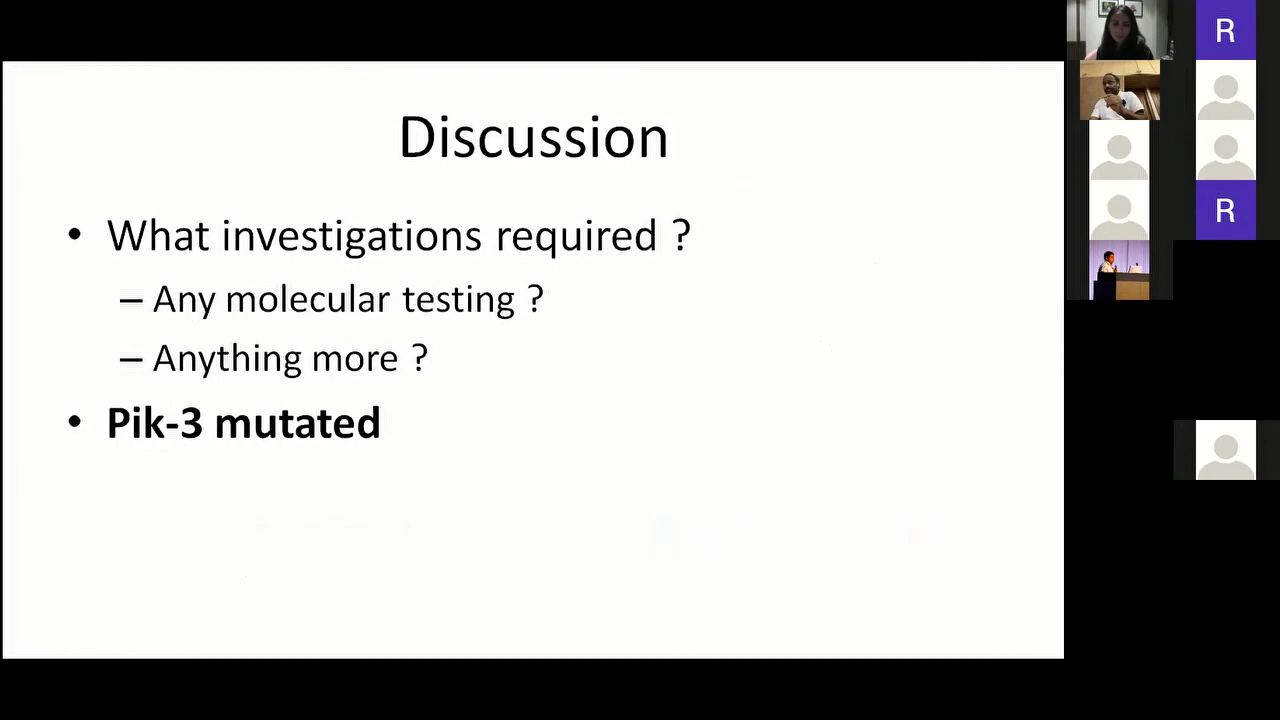 Discussion
• What investigations required ?
– Any molecular testing ?
– Anything more ?
• Pik-3 mutated
R
R